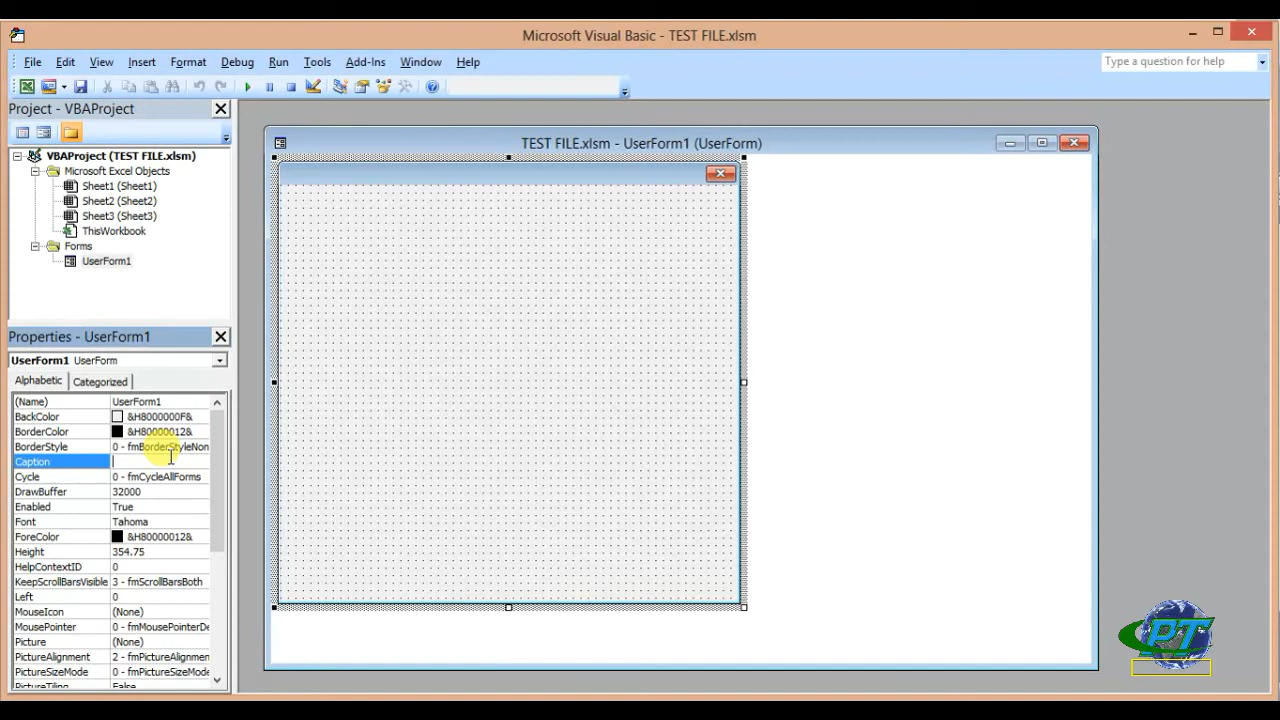 Microsoft Visual Basic - TEST FILE.xlsm
File Edit View Insert Format Debug Run Tools Add-Ins Window Help
Type a question for help
Project - VBAProject
VBAProject (TEST FILE.xlsm)
Microsoft Excel Objects
Sheet1 (Sheet1)
Sheet2 (Sheet2)
Sheet3 (Sheet3)
ThisWorkbook
Forms
UserForm1
TEST FILE.xlsm - UserForm1 (UserForm)
Properties - UserForm1
UserForm1 UserForm
Alphabetic Categorized
(Name) UserForm1
BackColor &H8000000F&
BorderColor &H80000012&
BorderStyle 0 - fmBorderStyleNon
Caption
Cycle 0 - fmCycleAllForms
DrawBuffer 32000
Enabled True
Font Tahoma
ForeColor &H80000012&
Height 354.75
HelpContextID 0
KeepScrollBarsVisible 3 - fmScrollBarsBoth
Left 0
MouseIcon (None)
MousePointer 0 - fmMousePointerDe
Picture (None)
PictureAlignment 2 - fmPictureAlignmen
PictureSizeMode 0 - fmPictureSizeMode
PictureTiling False
PT